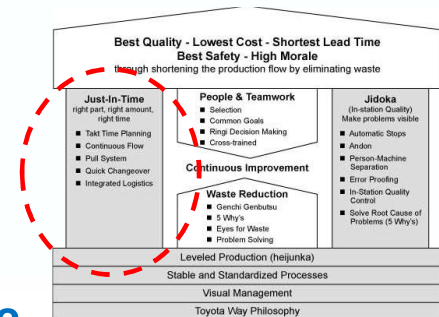 Best Quality - Lowest Cost - Shortest Lead Time
Best Safety - High Morale
through shortening the production flow by eliminating waste
Just-In-Time
right part, right amount,
right time
Takt Time Planning
Continuous Flow
Pull System
Quick Changeover
Integrated Logistics
People & Teamwork
Selection
Common Goals
Ringi Decision Making
Cross-trained
Continuous Improvement
Waste Reduction
Genchi Genbutsu
5 Why's
Eyes for Waste
Problem Solving
Jidoka
(In-station Quality)
Make problems visible
Automatic Stops
Andon
Person-Machine
Separation
Error Proofing
In-Station Quality
Control
Solve Root Cause of
Problems (5 Why's)
Leveled Production (heijunka)
Stable and Standardized Processes
Visual Management
Toyota Way Philosophy